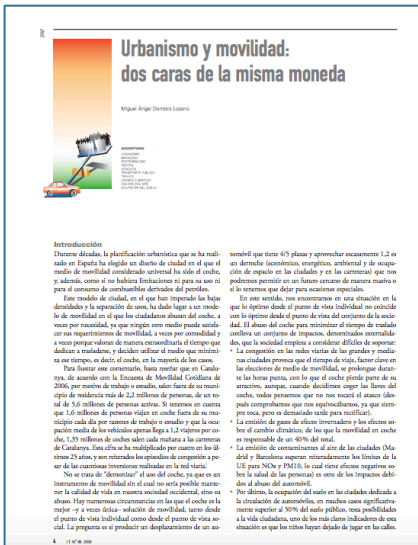 Urbanismo y movilidad:
dos caras de la misma moneda
Miguel Ángel Dombriz Lozano
Introducción
Durante décadas, la planificación urbanística que se ha reali-
zado en España ha elegido un diseño de ciudad en el que el
medio de movilidad considerado universal ha sido el coche,
y, además, como si no hubiera limitaciones ni para su uso ni
para el consumo de combustibles derivados del petróleo.
Este modelo de ciudad, en el que han imperado las bajas
densidades y la separación de usos, ha dado lugar a un mode-
lo de movilidad en el que los ciudadanos abusan del coche, a
veces por necesidad, ya que ningún otro medio puede satisfa-
cer sus requerimientos de movilidad, a veces por comodidad y
a veces porque valoran de manera extraordinaria el tiempo que
dedican a trasladarse, y deciden utilizar el medio que minimi-
za ese tiempo, es decir, el coche, en la mayoría de los casos.
Para ilustrar este comentario, basta reseñar que en Catalun-
ya, de acuerdo con la Encuesta de Movilidad Cotidiana de
2006, por motivo de trabajo o estudio, salen fuera de su muni-
cipio de residencia más de 2,2 millones de personas, de un to-
tal de 5,6 millones de personas activas. Si tenemos en cuenta
que 1,6 millones de personas viajan en coche fuera de su mu-
nicipio cada día por razones de trabajo o estudio y que la ocu-
pación media de los vehículos apenas llega a 1,2 viajeros por co-
che, 1,35 millones de coches salen cada mañana a las carreteras
de Catalunya. Esta cifra se ha multiplicado por cuatro en los úl-
timos 25 años, y son reiterados los episodios de congestión a pe-
sar de las cuantiosas inversiones realizadas en la red viaria.
No se trata de "demonizar" el uso del coche, ya que es un
instrumento de movilidad sin el cual no sería posible mante-
ner la calidad de vida en nuestra sociedad occidental, sino su
abuso. Hay numerosas circunstancias en las que el coche es la
mejor –y a veces única– solución de movilidad, tanto desde
el punto de vista individual como desde el punto de vista so-
cial. La pregunta es si producir un desplazamiento de un au-
tomóvil que tiene 4/5 plazas y aprovechar escasamente 1,2 es
un derroche (económico, energético, ambiental y de ocupa-
ción de espacio en las ciudades y en las carreteras) que nos
podremos permitir en un futuro cercano de manera masiva o
si lo tenemos que dejar para ocasiones especiales.
En este sentido, nos encontramos en una situación en la
que lo óptimo desde el punto de vista individual no coincide
con lo óptimo desde el punto de vista del conjunto de la socie-
dad. El abuso del coche para minimizar el tiempo de traslado
conlleva un conjunto de impactos, denominados externalida-
des, que la sociedad empieza a considerar difíciles de soportar:
• La congestión en las redes viarias de las grandes y media-
nas ciudades provoca que el tiempo de viaje, factor clave en
las elecciones de medio de movilidad, se prolongue duran-
te las horas punta, con lo que el coche pierde parte de su
atractivo, aunque, cuando decidimos coger las llaves del
coche, todos pensemos que no nos tocará el atasco (des-
pués comprobamos que nos equivocábamos, ya que siem-
pre toca, pero es demasiado tarde para rectificar).
• La emisión de gases de efecto invernadero y los efectos so-
bre el cambio climático, de los que la movilidad en coche
es responsable de un 40% del total.
• La emisión de contaminantes al aire de las ciudades (Ma-
drid y Barcelona superan reiteradamente los límites de la
UE para NOx y PM10, lo cual tiene efectos negativos so-
bre la salud de las personas) es otro de los impactos debi-
dos al abuso del automóvil.
• Por último, la ocupación del suelo en las ciudades dedicada a
la circulación de automóviles, en muchos casos significativa-
mente superior al 50% del suelo público, resta posibilidades
a la vida ciudadana, uno de los más claros indicadores de esta
situación es que los niños hayan dejado de jugar en las calles.